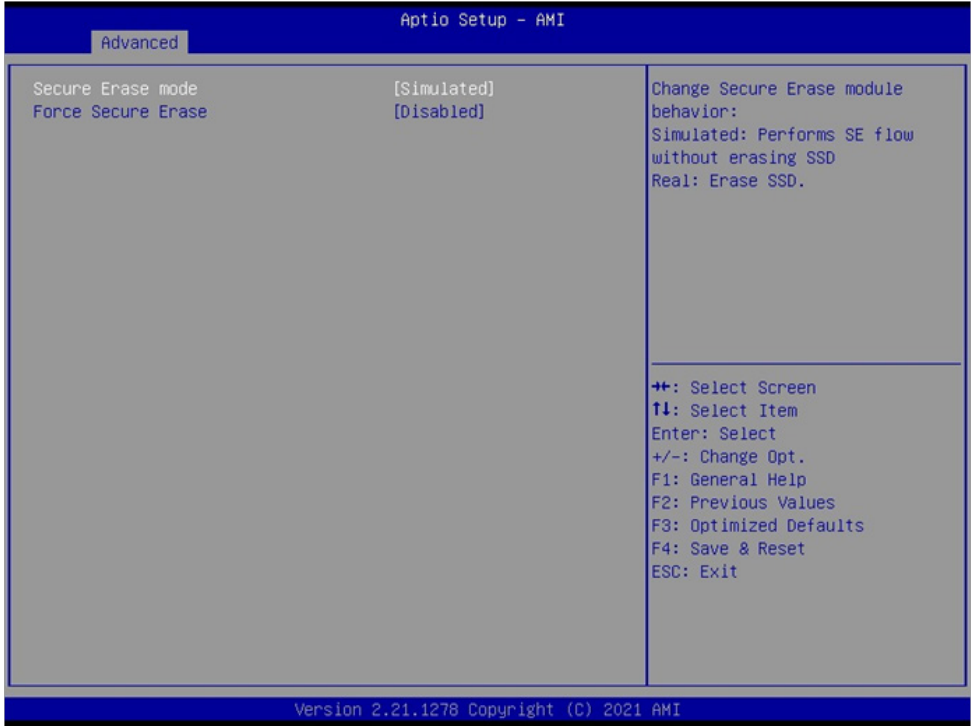 Aptio Setup - AMI
Advanced
Secure Erase mode [Simulated]
Force Secure Erase [Disabled]
Change Secure Erase module
behavior:
Simulated: Performs SE flow
without erasing SSD
Real: Erase SSD.
→←: Select Screen
↑↓: Select Item
Enter: Select
+/-: Change Opt.
F1: General Help
F2: Previous Values
F3: Optimized Defaults
F4: Save & Reset
ESC: Exit
Version 2.21.1278 Copyright (C) 2021 AMI